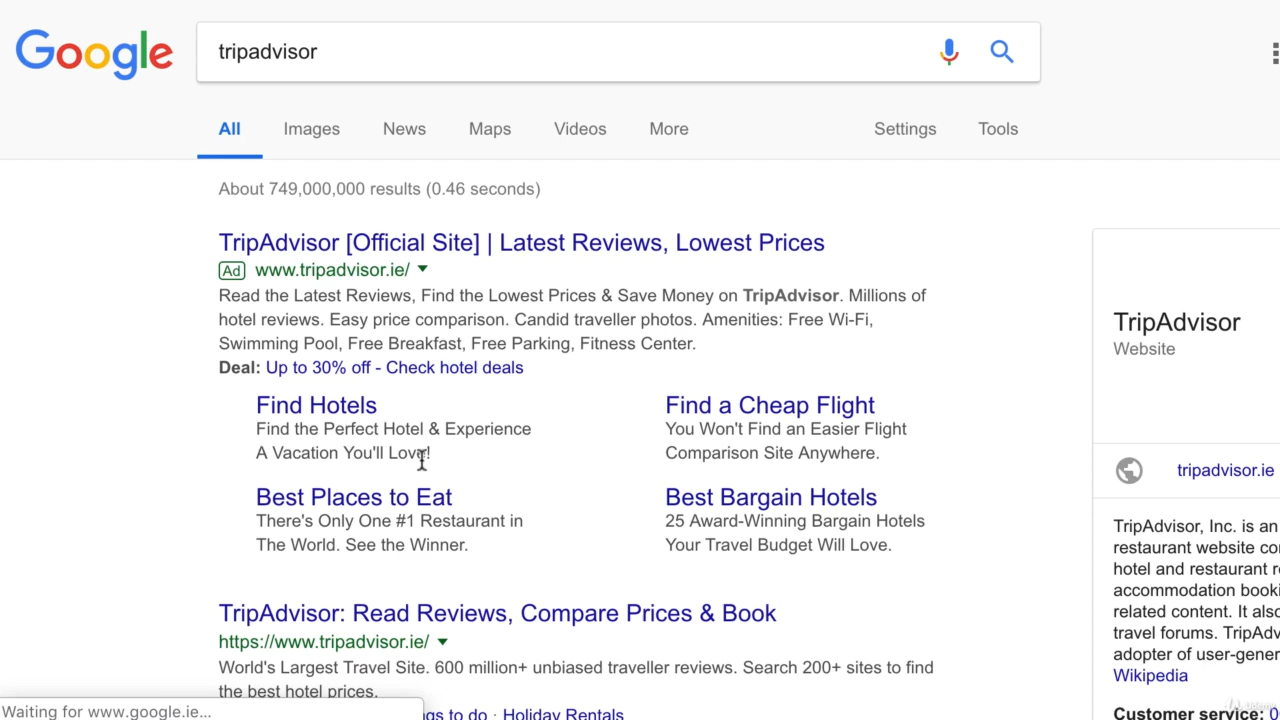 Google
tripadvisor
All Images News Maps Videos More Settings Tools
About 749,000,000 results (0.46 seconds)
TripAdvisor [Official Site] | Latest Reviews, Lowest Prices
Ad www.tripadvisor.ie/
Read the Latest Reviews, Find the Lowest Prices & Save Money on TripAdvisor. Millions of
hotel reviews. Easy price comparison. Candid traveller photos. Amenities: Free Wi-Fi,
Swimming Pool, Free Breakfast, Free Parking, Fitness Center.
Deal: Up to 30% off - Check hotel deals
Find Hotels
Find the Perfect Hotel & Experience
A Vacation You'll Love!
Find a Cheap Flight
You Won't Find an Easier Flight
Comparison Site Anywhere.
Best Places to Eat
There's Only One #1 Restaurant in
The World. See the Winner.
Best Bargain Hotels
25 Award-Winning Bargain Hotels
Your Travel Budget Will Love.
TripAdvisor: Read Reviews, Compare Prices & Book
https://www.tripadvisor.ie/
World's Largest Travel Site. 600 million+ unbiased traveller reviews. Search 200+ sites to find
the best hotel prices.
gs to do · Holiday Rentals
Waiting for www.google.ie...
TripAdvisor
Website
tripadvisor.ie
TripAdvisor, Inc. is an
restaurant website co
hotel and restaurant r
accommodation booki
related content. It also
travel forums. TripAdv
adopter of user-gener
Wikipedia
Customer service: 0